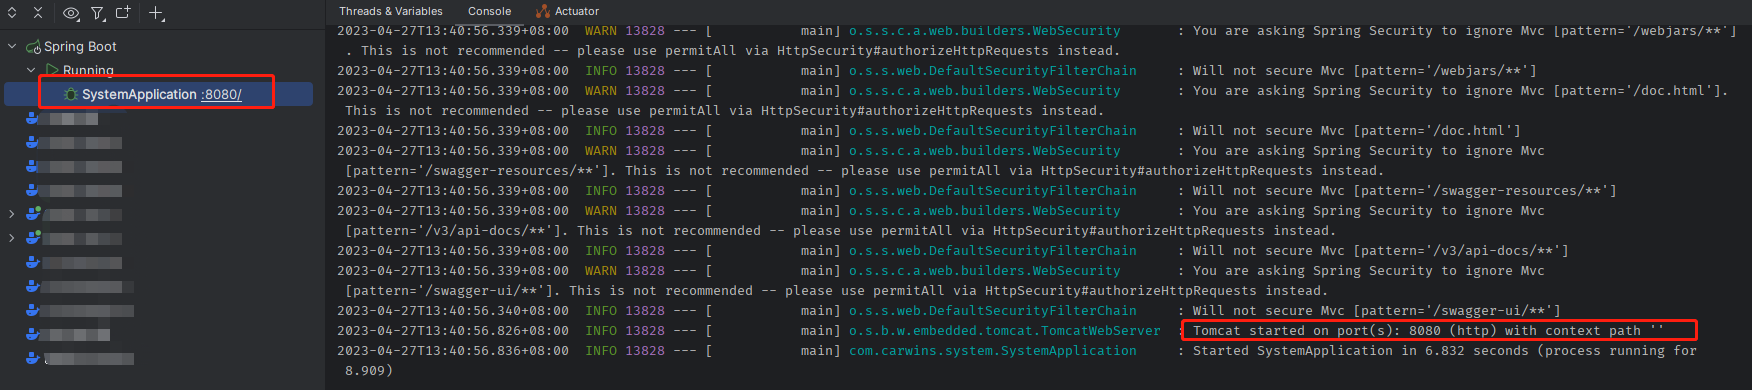 Threads & Variables Console Actuator
Spring Boot
Running
SystemApplication :8080/
2023-04-27T13:40:56.339+08:00  WARN 13828 --- [           main] o.s.s.c.a.web.builders.WebSecurity       : You are asking Spring Security to ignore Mvc [pattern='/webjars/**']
. This is not recommended -- please use permitAll via HttpSecurity#authorizeHttpRequests instead.
2023-04-27T13:40:56.339+08:00  INFO 13828 --- [           main] o.s.s.web.DefaultSecurityFilterChain     : Will not secure Mvc [pattern='/webjars/**']
2023-04-27T13:40:56.339+08:00  WARN 13828 --- [           main] o.s.s.c.a.web.builders.WebSecurity       : You are asking Spring Security to ignore Mvc [pattern='/doc.html'].
This is not recommended -- please use permitAll via HttpSecurity#authorizeHttpRequests instead.
2023-04-27T13:40:56.339+08:00  INFO 13828 --- [           main] o.s.s.web.DefaultSecurityFilterChain     : Will not secure Mvc [pattern='/doc.html']
2023-04-27T13:40:56.339+08:00  WARN 13828 --- [           main] o.s.s.c.a.web.builders.WebSecurity       : You are asking Spring Security to ignore Mvc
[pattern='/swagger-resources/**']. This is not recommended -- please use permitAll via HttpSecurity#authorizeHttpRequests instead.
2023-04-27T13:40:56.339+08:00  INFO 13828 --- [           main] o.s.s.web.DefaultSecurityFilterChain     : Will not secure Mvc [pattern='/swagger-resources/**']
2023-04-27T13:40:56.339+08:00  WARN 13828 --- [           main] o.s.s.c.a.web.builders.WebSecurity       : You are asking Spring Security to ignore Mvc
[pattern='/v3/api-docs/**']. This is not recommended -- please use permitAll via HttpSecurity#authorizeHttpRequests instead.
2023-04-27T13:40:56.339+08:00  INFO 13828 --- [           main] o.s.s.web.DefaultSecurityFilterChain     : Will not secure Mvc [pattern='/v3/api-docs/**']
2023-04-27T13:40:56.339+08:00  WARN 13828 --- [           main] o.s.s.c.a.web.builders.WebSecurity       : You are asking Spring Security to ignore Mvc
[pattern='/swagger-ui/**']. This is not recommended -- please use permitAll via HttpSecurity#authorizeHttpRequests instead.
2023-04-27T13:40:56.340+08:00  INFO 13828 --- [           main] o.s.s.web.DefaultSecurityFilterChain     : Will not secure Mvc [pattern='/swagger-ui/**']
2023-04-27T13:40:56.826+08:00  INFO 13828 --- [           main] o.s.b.w.embedded.tomcat.TomcatWebServer  : Tomcat started on port(s): 8080 (http) with context path ''
2023-04-27T13:40:56.836+08:00  INFO 13828 --- [           main] com.carwins.system.SystemApplication     : Started SystemApplication in 6.832 seconds (process running for
8.909)